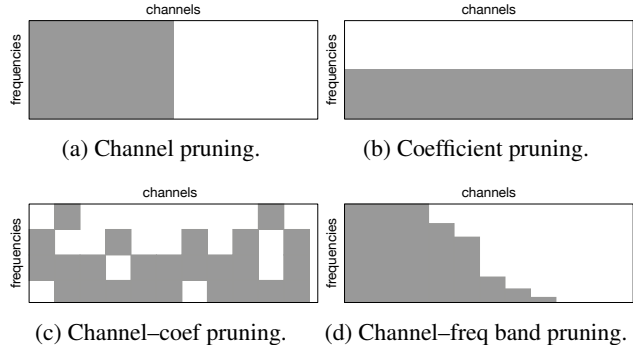 channels
channels
frequencies
frequencies
(a) Channel pruning.
(b) Coefficient pruning.
channels
channels
frequencies
frequencies
(c) Channel–coef pruning.
(d) Channel–freq band pruning.